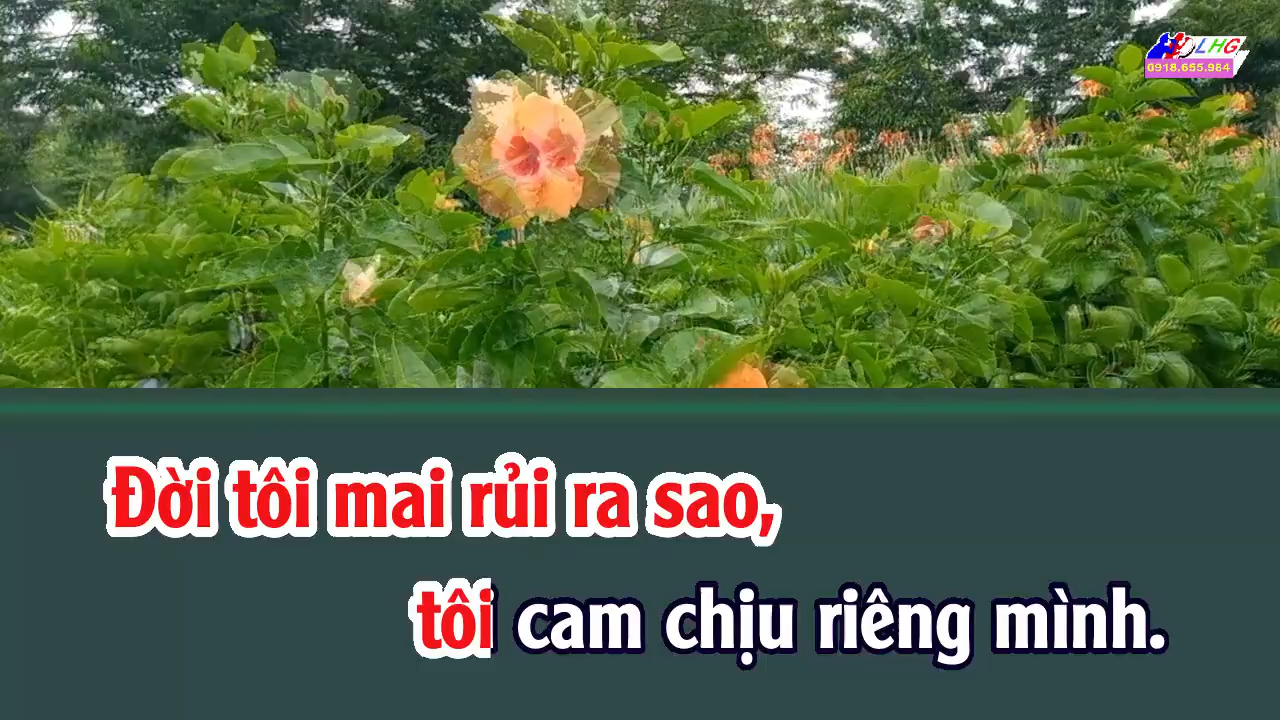 LHG
0918.655.984
Đời tôi mai rủi ra sao,
tôi cam chịu riêng mình.